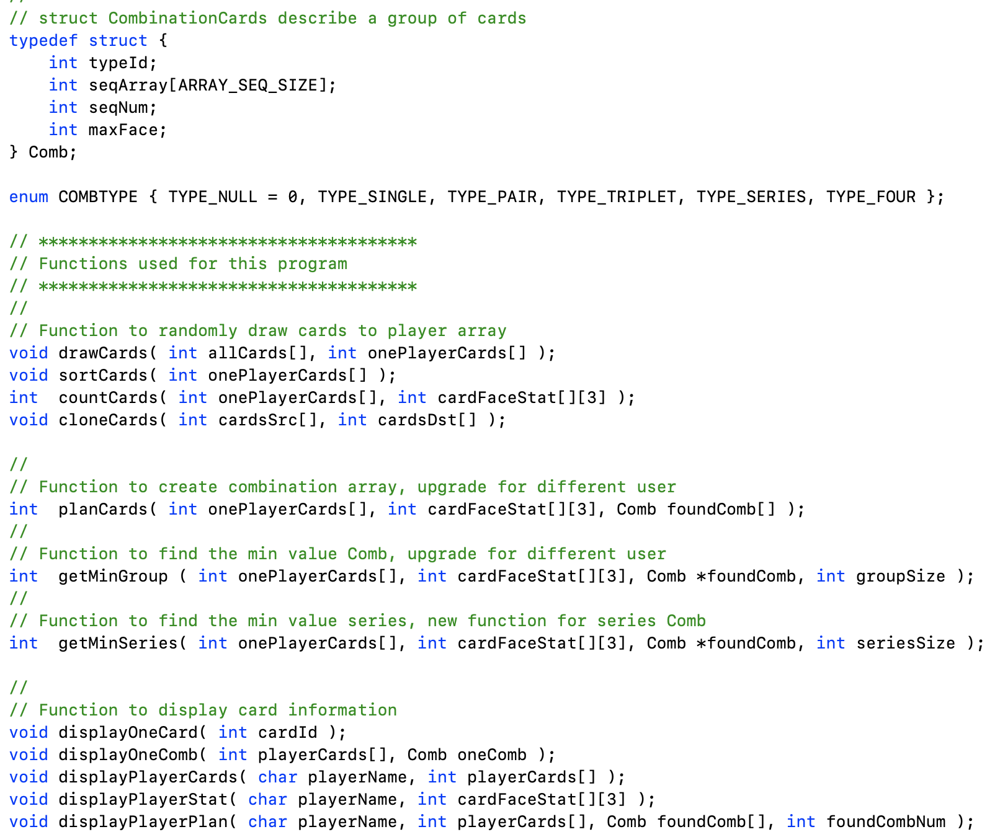 //
// struct CombinationCards describe a group of cards
typedef struct {
    int typeId;
    int seqArray[ARRAY_SEQ_SIZE];
    int seqNum;
    int maxFace;
} Comb;

enum COMBTYPE { TYPE_NULL = 0, TYPE_SINGLE, TYPE_PAIR, TYPE_TRIPLET, TYPE_SERIES, TYPE_FOUR };

// **************************************
// Functions used for this program
// **************************************
//
// Function to randomly draw cards to player array
void drawCards( int allCards[], int onePlayerCards[] );
void sortCards( int onePlayerCards[] );
int  countCards( int onePlayerCards[], int cardFaceStat[][3] );
void cloneCards( int cardsSrc[], int cardsDst[] );

//
// Function to create combination array, upgrade for different user
int  planCards( int onePlayerCards[], int cardFaceStat[][3], Comb foundComb[] );
//
// Function to find the min value Comb, upgrade for different user
int  getMinGroup ( int onePlayerCards[], int cardFaceStat[][3], Comb *foundComb, int groupSize );
//
// Function to find the min value series, new function for series Comb
int  getMinSeries( int onePlayerCards[], int cardFaceStat[][3], Comb *foundComb, int seriesSize );

//
// Function to display card information
void displayOneCard( int cardId );
void displayOneComb( int playerCards[], Comb oneComb );
void displayPlayerCards( char playerName, int playerCards[] );
void displayPlayerStat( char playerName, int cardFaceStat[][3] );
void displayPlayerPlan( char playerName, int playerCards[], Comb foundComb[], int foundCombNum );